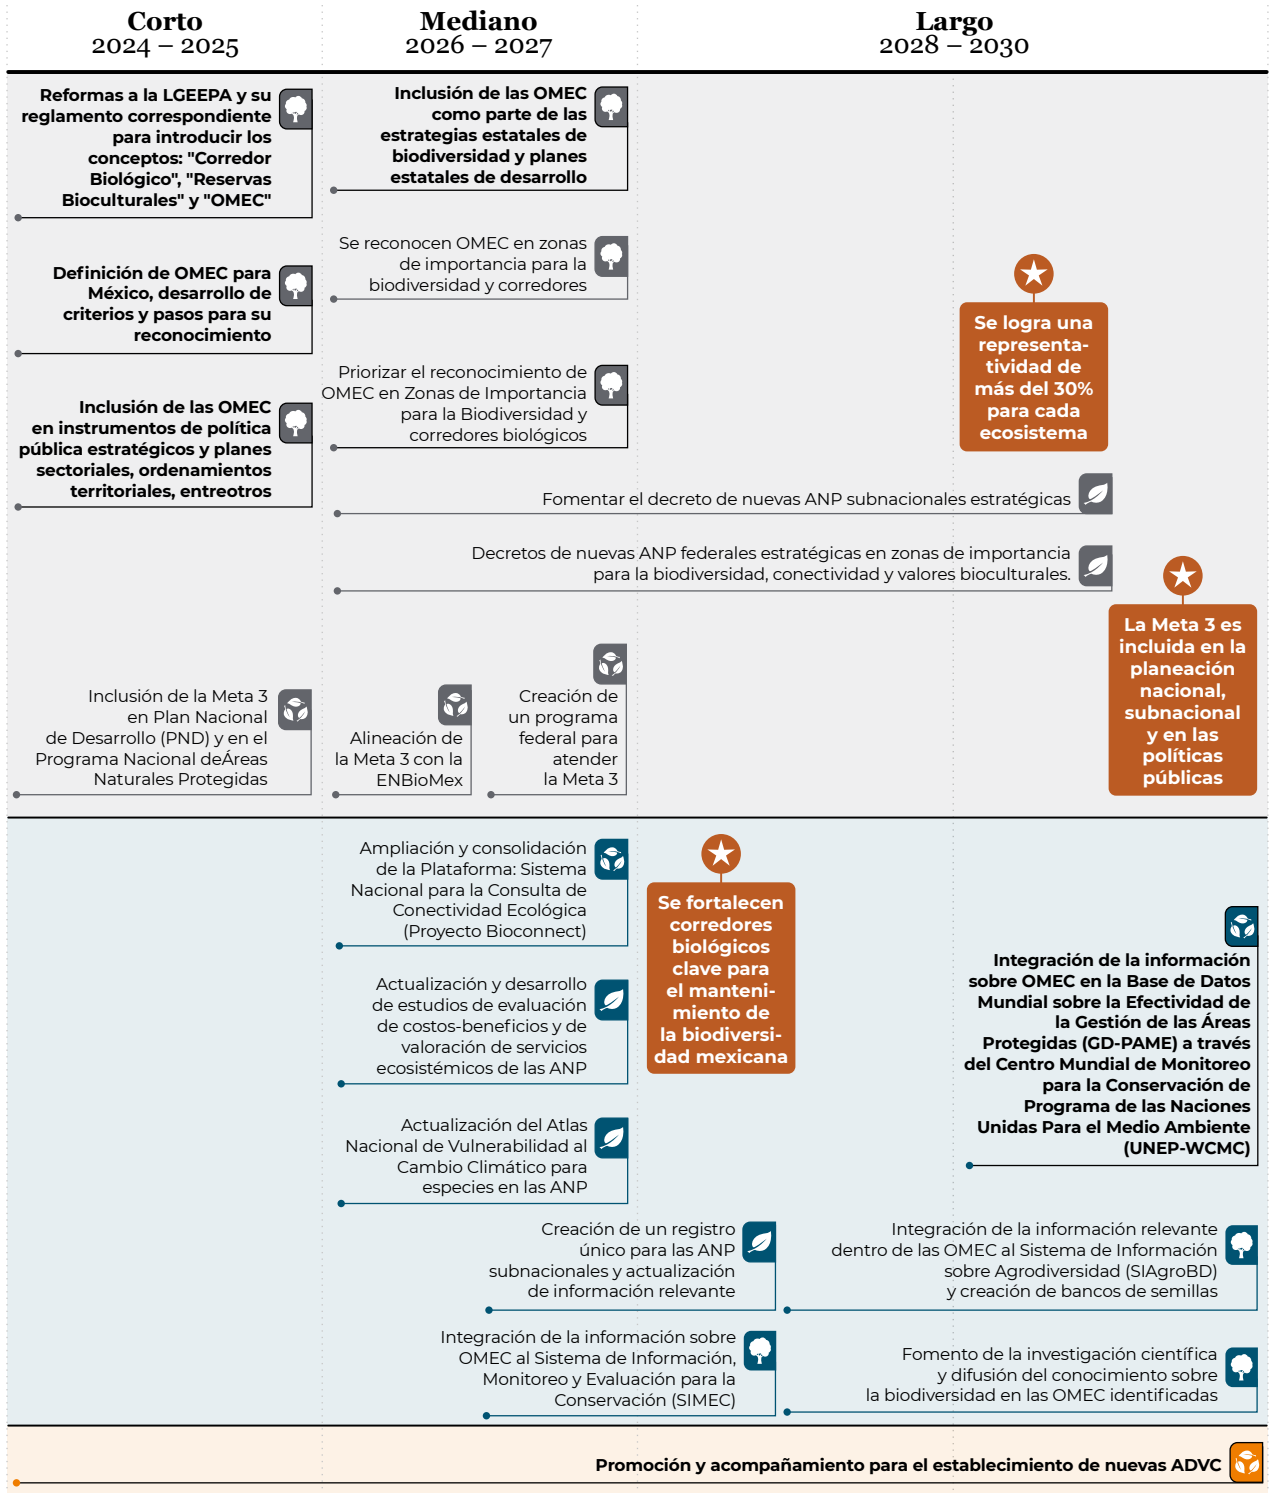 Corto
2024 – 2025
Mediano
2026 – 2027
Largo
2028 – 2030
Reformas a la LGEEPA y su
reglamento correspondiente
para introducir los
conceptos: "Corredor
Biológico", "Reservas
Bioculturales" y "OMEC"
Definición de OMEC para
México, desarrollo de
criterios y pasos para su
reconocimiento
Inclusión de las OMEC
en instrumentos de política
pública estratégicos y planes
sectoriales, ordenamientos
territoriales, entreotros
Inclusión de la Meta 3
en Plan Nacional
de Desarrollo (PND) y en el
Programa Nacional deÁreas
Naturales Protegidas
Inclusión de las OMEC
como parte de las
estrategias estatales de
biodiversidad y planes
estatales de desarrollo
Se reconocen OMEC en zonas
de importancia para la
biodiversidad y corredores
Priorizar el reconocimiento de
OMEC en Zonas de Importancia
para la Biodiversidad y
corredores biológicos
Fomentar el decreto de nuevas ANP subnacionales estratégicas
Decretos de nuevas ANP federales estratégicas en zonas de importancia
para la biodiversidad, conectividad y valores bioculturales.
Alineación de
la Meta 3 con la
ENBioMex
Creación de
un programa
federal para
atender
la Meta 3
Se logra una
representa-
tividad de
más del 30%
para cada
ecosistema
La Meta 3 es
incluida en la
planeación
nacional,
subnacional
y en las
políticas
públicas
Ampliación y consolidación
de la Plataforma: Sistema
Nacional para la Consulta de
Conectividad Ecológica
(Proyecto Bioconnect)
Actualización y desarrollo
de estudios de evaluación
de costos-beneficios y de
valoración de servicios
ecosistémicos de las ANP
Actualización del Atlas
Nacional de Vulnerabilidad al
Cambio Climático para
especies en las ANP
Creación de un registro
único para las ANP
subnacionales y actualización
de información relevante
Integración de la información sobre
OMEC al Sistema de Información,
Monitoreo y Evaluación para la
Conservación (SIMEC)
Se fortalecen
corredores
biológicos
clave para
el manteni-
miento de
la biodiversi-
dad mexicana
Integración de la información
sobre OMEC en la Base de Datos
Mundial sobre la Efectividad de
la Gestión de las Áreas
Protegidas (GD-PAME) a través
del Centro Mundial de Monitoreo
para la Conservación de
Programa de las Naciones
Unidas Para el Medio Ambiente
(UNEP-WCMC)
Integración de la información relevante
dentro de las OMEC al Sistema de Información
sobre Agrodiversidad (SIAgroBD)
y creación de bancos de semillas
Fomento de la investigación científica
y difusión del conocimiento sobre
la biodiversidad en las OMEC identificadas
Promoción y acompañamiento para el establecimiento de nuevas ADVC